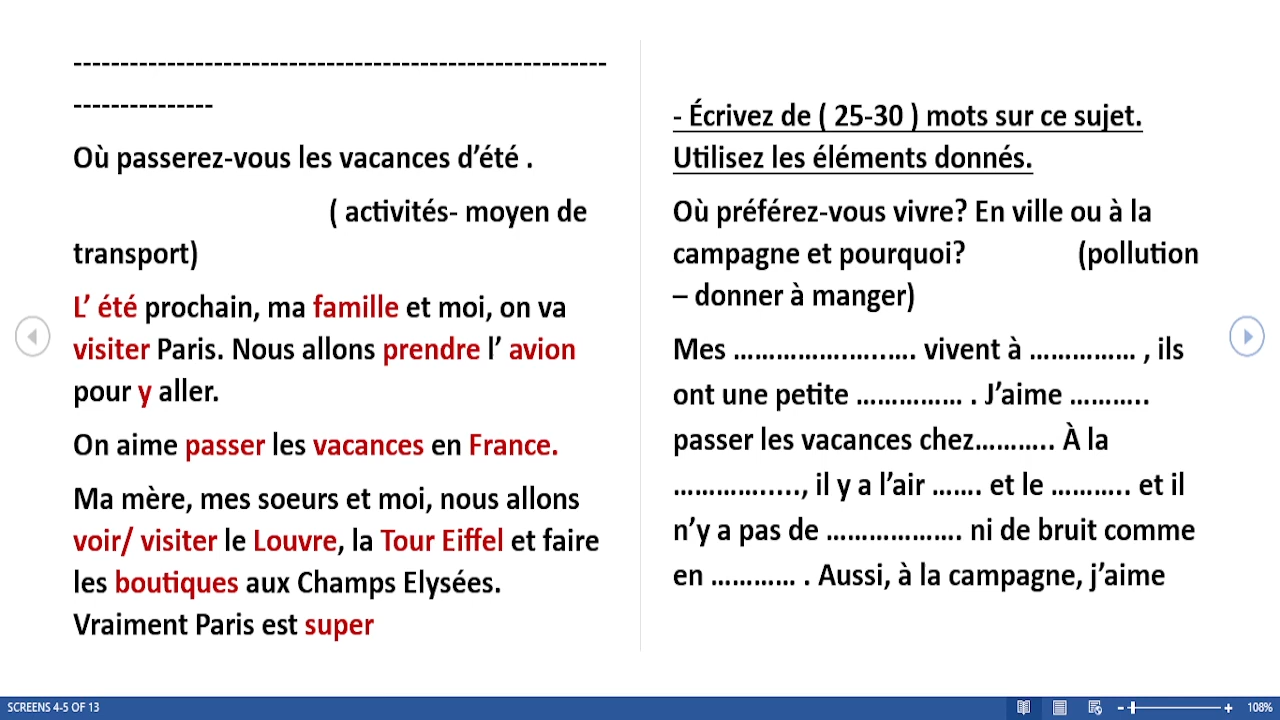 ---------------------------------------------------------
---------------
Où passerez-vous les vacances d’été .
( activités- moyen de
transport)
L’ été prochain, ma famille et moi, on va
visiter Paris. Nous allons prendre l’ avion
pour y aller.
On aime passer les vacances en France.
Ma mère, mes soeurs et moi, nous allons
voir/ visiter le Louvre, la Tour Eiffel et faire
les boutiques aux Champs Elysées.
Vraiment Paris est super
- Écrivez de ( 25-30 ) mots sur ce sujet.
Utilisez les éléments donnés.
Où préférez-vous vivre? En ville ou à la
campagne et pourquoi? (pollution
– donner à manger)
Mes ……………..…..…. vivent à …………… , ils
ont une petite …………… . J’aime ………..
passer les vacances chez……….. À la
…………....., il y a l’air ……. et le ……….. et il
n’y a pas de ………………. ni de bruit comme
en ………… . Aussi, à la campagne, j’aime
SCREENS 4-5 OF 13
108%